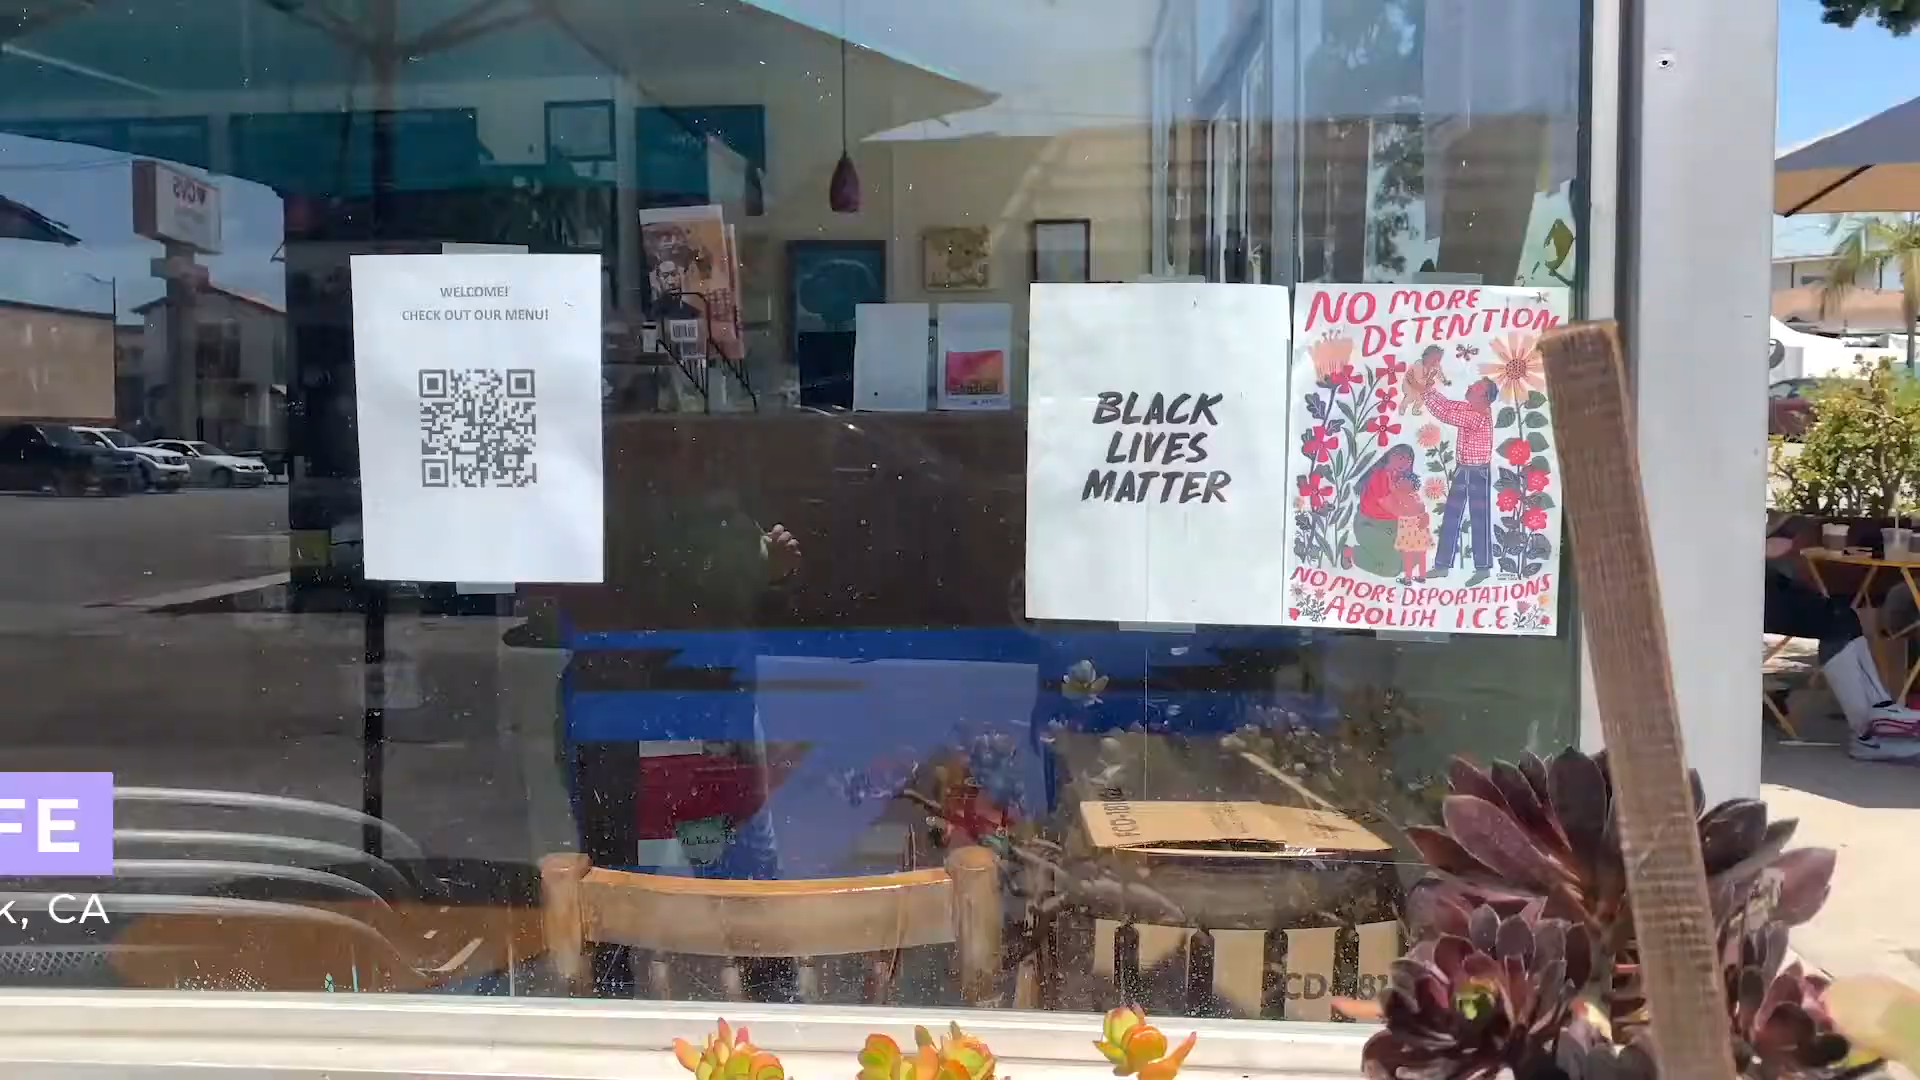 WELCOME!
CHECK OUT OUR MENU!
BLACK
LIVES
MATTER
NO MORE
DETENTION
NO MORE DEPORTATIONS
ABOLISH I.C.E
FE
k, CA